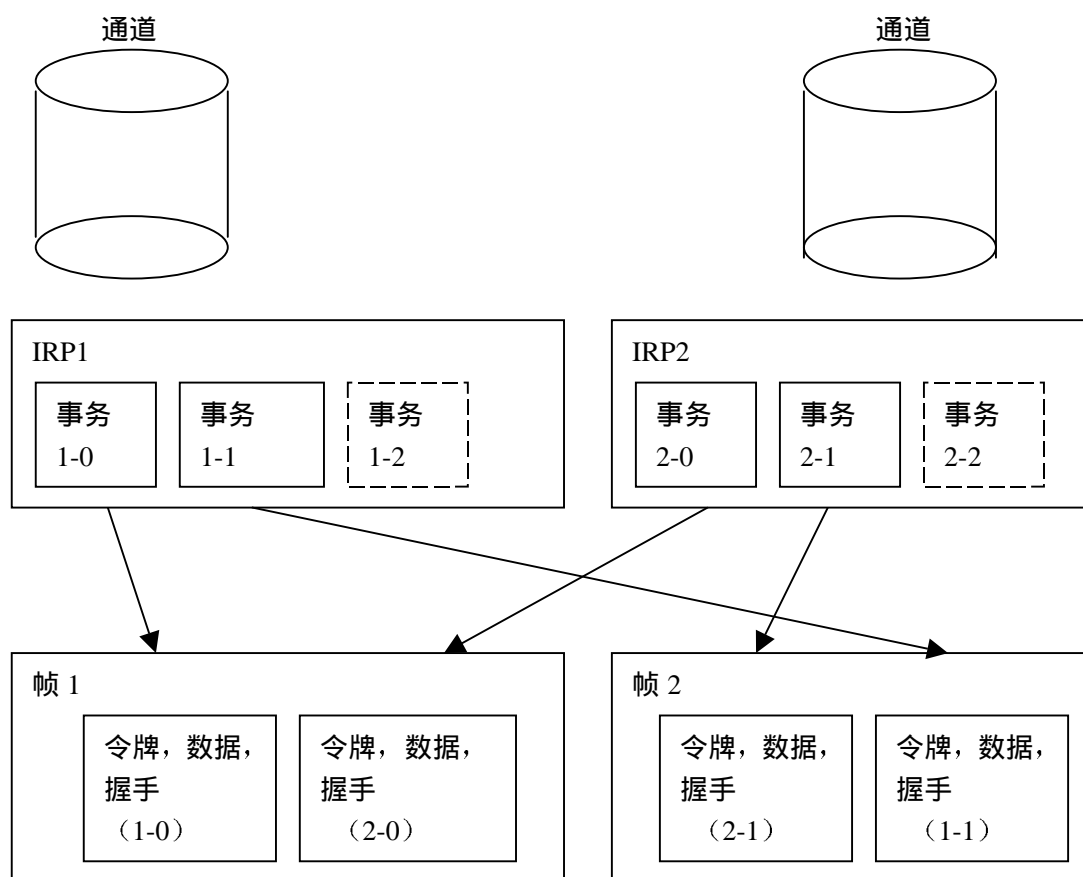 通道
通道
IRP1
事务
1-0
事务
1-1
事务
1-2
IRP2
事务
2-0
事务
2-1
事务
2-2
帧 1
令牌，数据，
握手
（1-0）
令牌，数据，
握手
（2-0）
帧 2
令牌，数据，
握手
（2-1）
令牌，数据，
握手
（1-1）